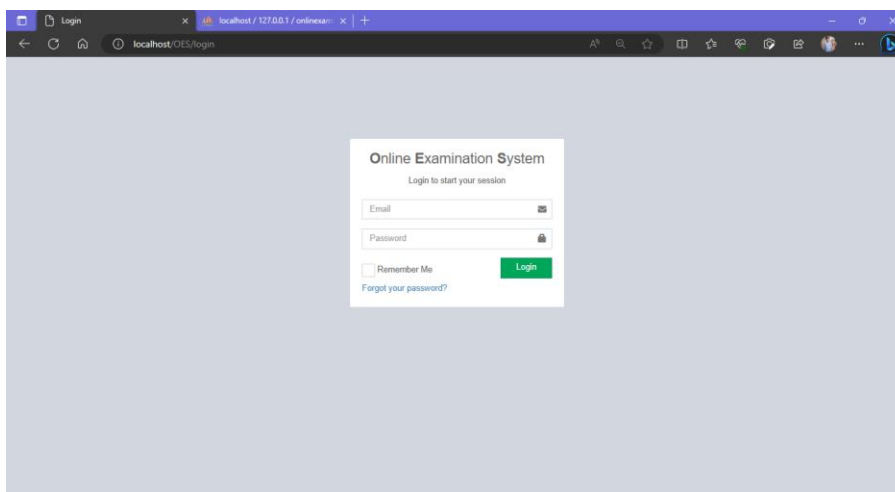 Login
localhost / 127.0.0.1 / onlinexam
localhost/OES/login
Online Examination System
Login to start your session
Email
Password
Remember Me
Login
Forgot your password?